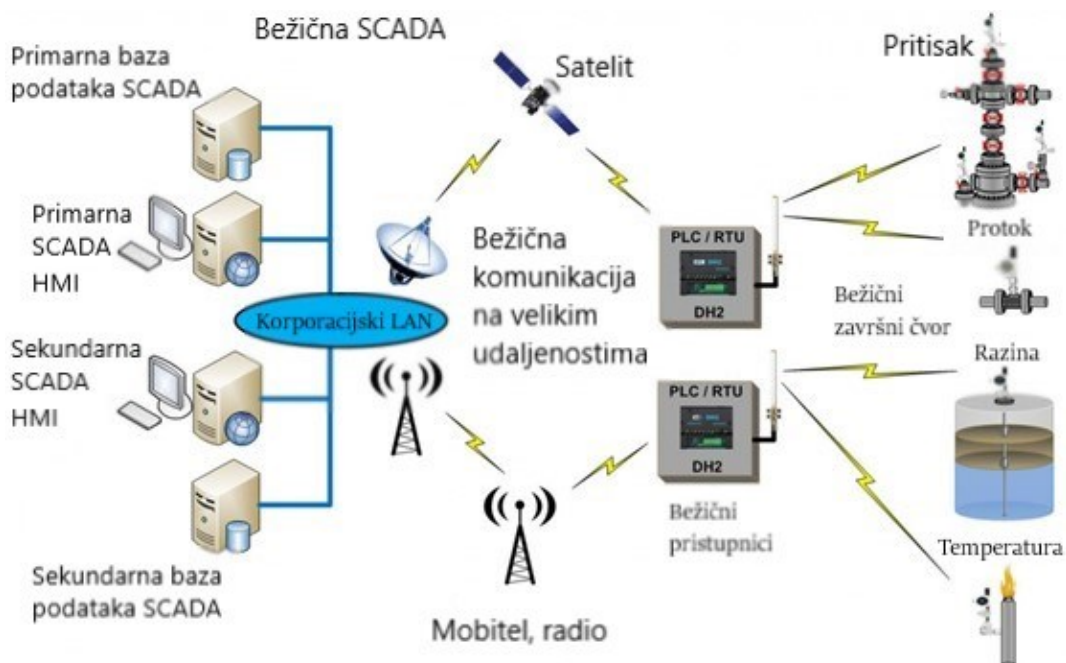 Bežična SCADA
Primarna baza
podataka SCADA
Primarna
SCADA
HMI
Korporacijski LAN
Sekundarna
SCADA
HMI
Sekundarna baza
podataka SCADA
Satelit
Bežična
komunikacija
na velikim
udaljenostima
Mobitel, radio
PLC / RTU
DH2
PLC / RTU
DH2
Bežični
pristupnici
Pritisak
Protok
Bežični
završni čvor
Razina
Temperatura